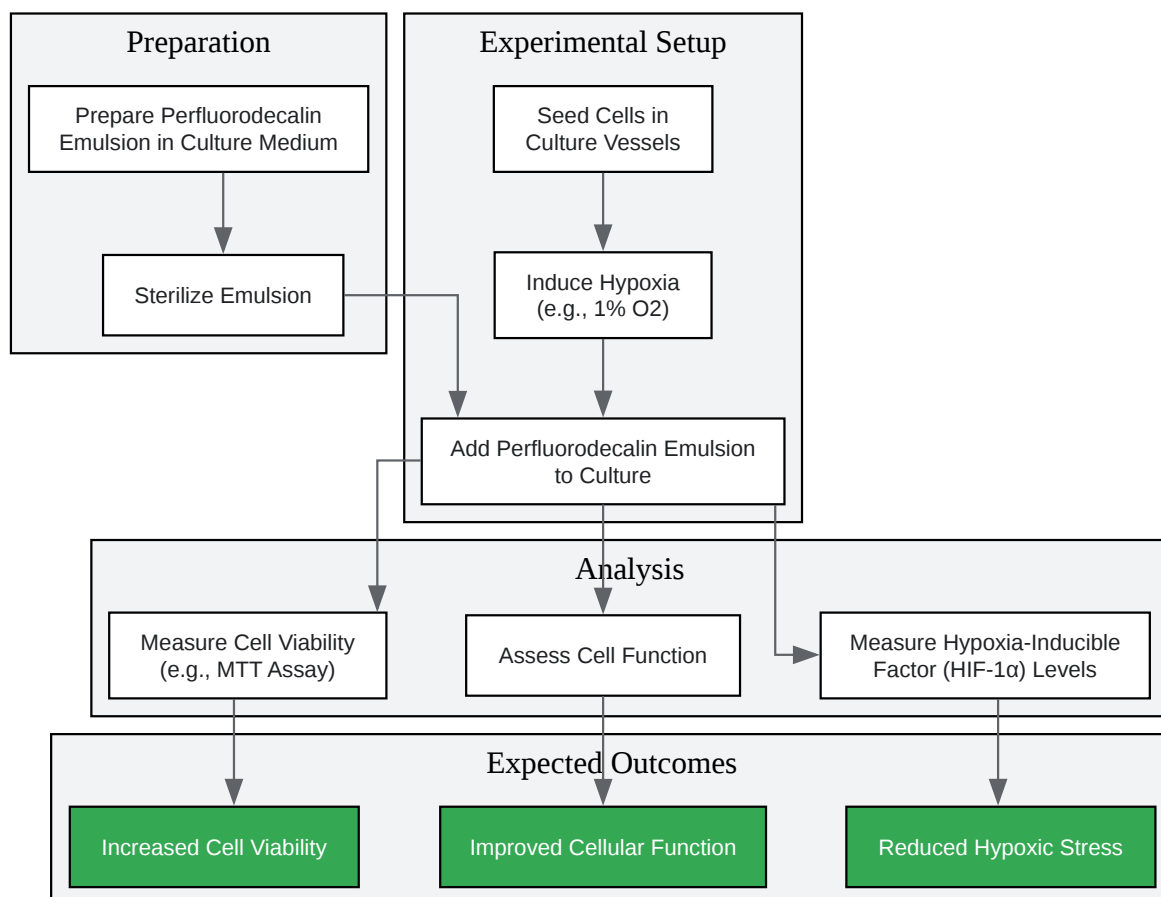 Preparation
Prepare Perfluorodecalin
Emulsion in Culture Medium
Sterilize Emulsion
Experimental Setup
Seed Cells in
Culture Vessels
Induce Hypoxia
(e.g., 1% O2)
Add Perfluorodecalin Emulsion
to Culture
Analysis
Measure Cell Viability
(e.g., MTT Assay)
Assess Cell Function
Measure Hypoxia-Inducible
Factor (HIF-1α) Levels
Expected Outcomes
Increased Cell Viability
Improved Cellular Function
Reduced Hypoxic Stress